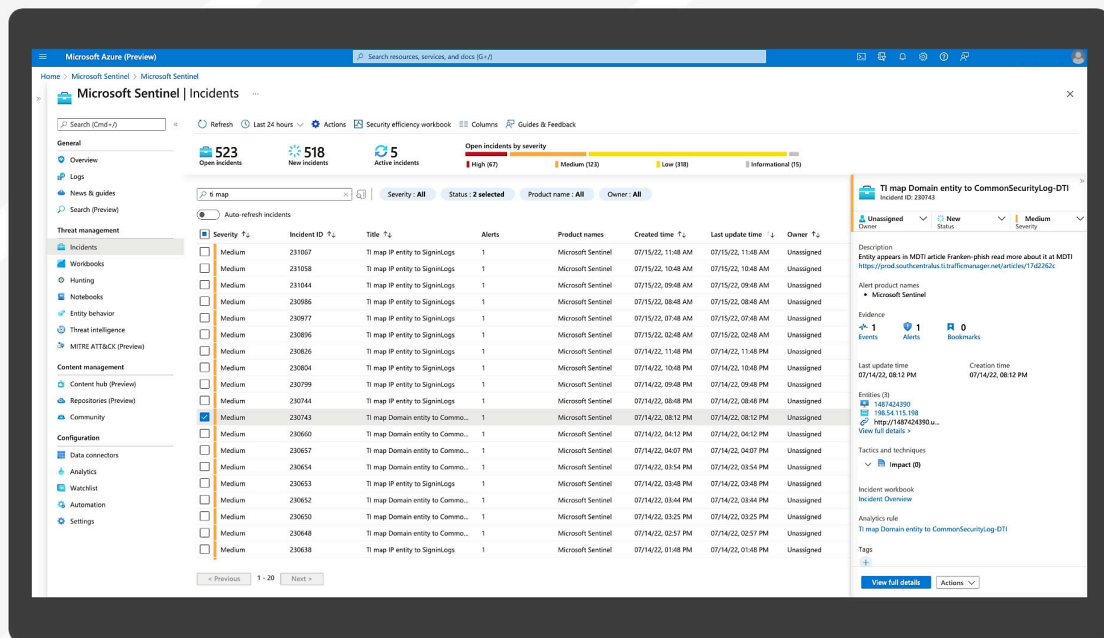 Microsoft Azure (Preview)
Search resources, services, and docs (G+/)
Home > Microsoft Sentinel > Microsoft Sentinel
Microsoft Sentinel | Incidents
Search (Cmd+/)
Refresh Last 24 hours Actions Security efficiency workbook Columns Guides & Feedback
General
Overview
Logs
News & guides
Search (Preview)
Threat management
Incidents
Workbooks
Hunting
Notebooks
Entity behavior
Threat intelligence
MITRE ATT&CK (Preview)
Content management
Content hub (Preview)
Repositories (Preview)
Community
Configuration
Data connectors
Analytics
Watchlist
Automation
Settings
523 Open incidents
518 New incidents
5 Active incidents
Open incidents by severity
High (67) Medium (123) Low (318) Informational (15)
ti map
Severity : All Status : 2 selected Product name : All Owner : All
Auto-refresh incidents
Severity Incident ID Title Alerts Product names Created time Last update time Owner
Medium 231067 TI map IP entity to SigninLogs 1 Microsoft Sentinel 07/15/22, 11:48 AM 07/15/22, 11:48 AM Unassigned
Medium 231058 TI map IP entity to SigninLogs 1 Microsoft Sentinel 07/15/22, 10:48 AM 07/15/22, 10:48 AM Unassigned
Medium 231044 TI map IP entity to SigninLogs 1 Microsoft Sentinel 07/15/22, 09:48 AM 07/15/22, 09:48 AM Unassigned
Medium 230986 TI map IP entity to SigninLogs 1 Microsoft Sentinel 07/15/22, 08:48 AM 07/15/22, 08:48 AM Unassigned
Medium 230977 TI map IP entity to SigninLogs 1 Microsoft Sentinel 07/15/22, 07:48 AM 07/15/22, 07:48 AM Unassigned
Medium 230896 TI map IP entity to SigninLogs 1 Microsoft Sentinel 07/15/22, 02:48 AM 07/15/22, 02:48 AM Unassigned
Medium 230826 TI map IP entity to SigninLogs 1 Microsoft Sentinel 07/14/22, 11:48 PM 07/14/22, 11:48 PM Unassigned
Medium 230804 TI map IP entity to SigninLogs 1 Microsoft Sentinel 07/14/22, 10:48 PM 07/14/22, 10:48 PM Unassigned
Medium 230799 TI map IP entity to SigninLogs 1 Microsoft Sentinel 07/14/22, 09:48 PM 07/14/22, 09:48 PM Unassigned
Medium 230744 TI map IP entity to SigninLogs 1 Microsoft Sentinel 07/14/22, 08:48 PM 07/14/22, 08:48 PM Unassigned
Medium 230743 TI map Domain entity to Commo... 1 Microsoft Sentinel 07/14/22, 08:12 PM 07/14/22, 08:12 PM Unassigned
Medium 230660 TI map Domain entity to Commo... 1 Microsoft Sentinel 07/14/22, 04:12 PM 07/14/22, 04:12 PM Unassigned
Medium 230657 TI map Domain entity to Commo... 1 Microsoft Sentinel 07/14/22, 04:07 PM 07/14/22, 04:07 PM Unassigned
Medium 230654 TI map Domain entity to Commo... 1 Microsoft Sentinel 07/14/22, 03:54 PM 07/14/22, 03:54 PM Unassigned
Medium 230653 TI map IP entity to SigninLogs 1 Microsoft Sentinel 07/14/22, 03:48 PM 07/14/22, 03:48 PM Unassigned
Medium 230652 TI map Domain entity to Commo... 1 Microsoft Sentinel 07/14/22, 03:44 PM 07/14/22, 03:44 PM Unassigned
Medium 230650 TI map Domain entity to Commo... 1 Microsoft Sentinel 07/14/22, 03:25 PM 07/14/22, 03:25 PM Unassigned
Medium 230648 TI map Domain entity to Commo... 1 Microsoft Sentinel 07/14/22, 02:57 PM 07/14/22, 02:57 PM Unassigned
Medium 230638 TI map IP entity to SigninLogs 1 Microsoft Sentinel 07/14/22, 01:48 PM 07/14/22, 01:48 PM Unassigned
< Previous 1 - 20 Next >
TI map Domain entity to CommonSecurityLog-DTI
Incident ID: 230743
Unassigned New Medium
Owner Status Severity
Description
Entity appears in MDTI article Franken-phish read more about it at MDTI
https://prod.southcentralus.ti.trafficmanager.net/articles/17d2262c
Alert product names
• Microsoft Sentinel
Evidence
1 1 0
Events Alerts Bookmarks
Last update time Creation time
07/14/22, 08:12 PM 07/14/22, 08:12 PM
Entities (3)
1487424390
198.54.115.198
http://1487424390.u...
View full details >
Tactics and techniques
Impact (0)
Incident workbook
Incident Overview
Analytics rule
TI map Domain entity to CommonSecurityLog-DTI
Tags
+
View full details Actions